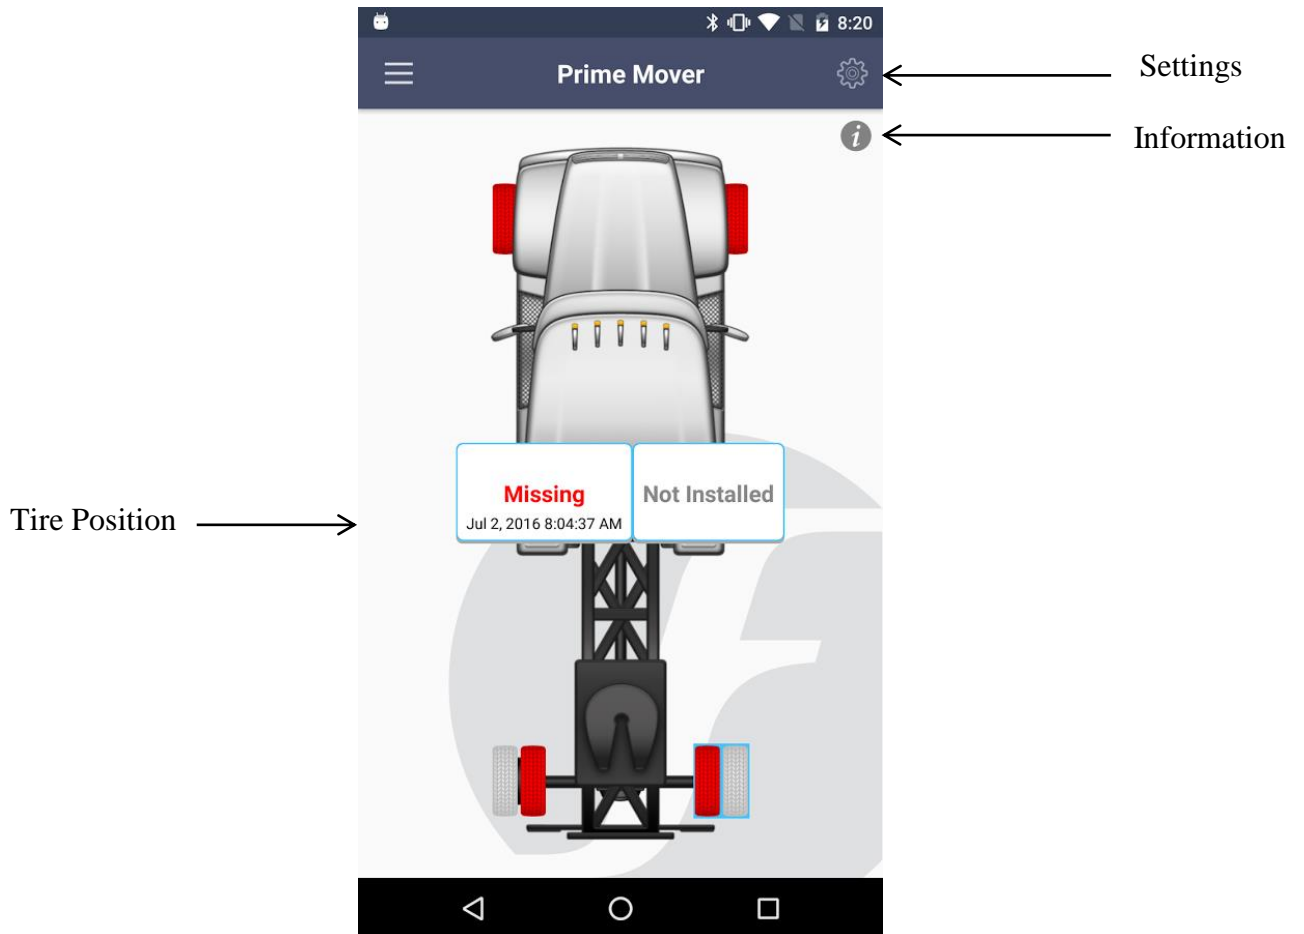 8:20
Prime Mover
Settings
i
Information
Missing
Jul 2, 2016 8:04:37 AM
Not Installed
Tire Position